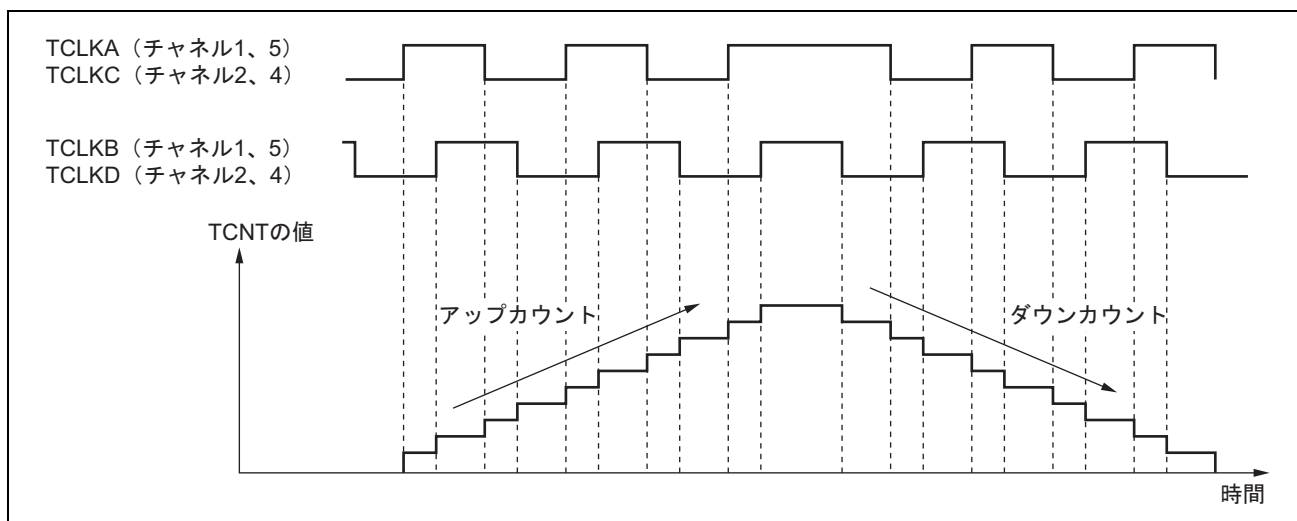 TCLKA（チャネル1、5）
TCLKC（チャネル2、4）
TCLKB（チャネル1、5）
TCLKD（チャネル2、4）
TCNTの値
アップカウント
ダウンカウント
時間